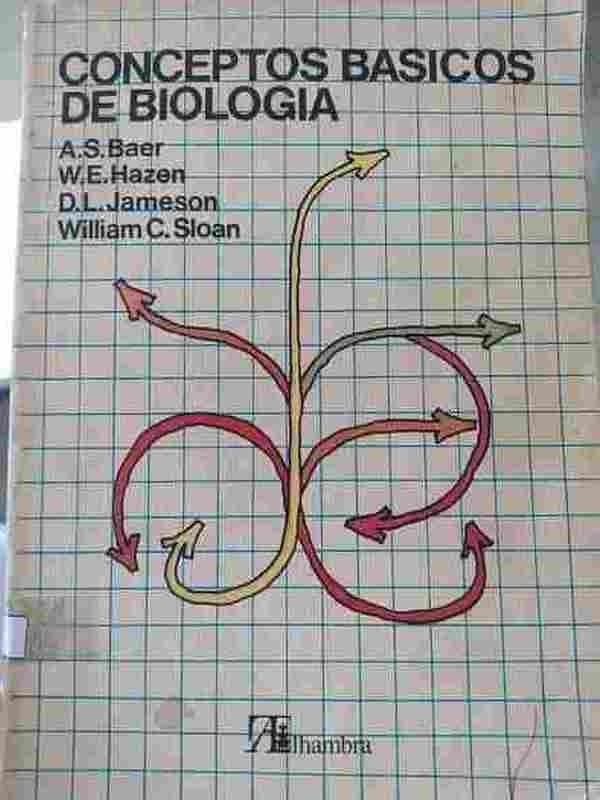 CONCEPTOS BASICOS
DE BIOLOGIA
A.S.Baer
W.E.Hazen
D.L.Jameson
William C. Sloan
Alhambra